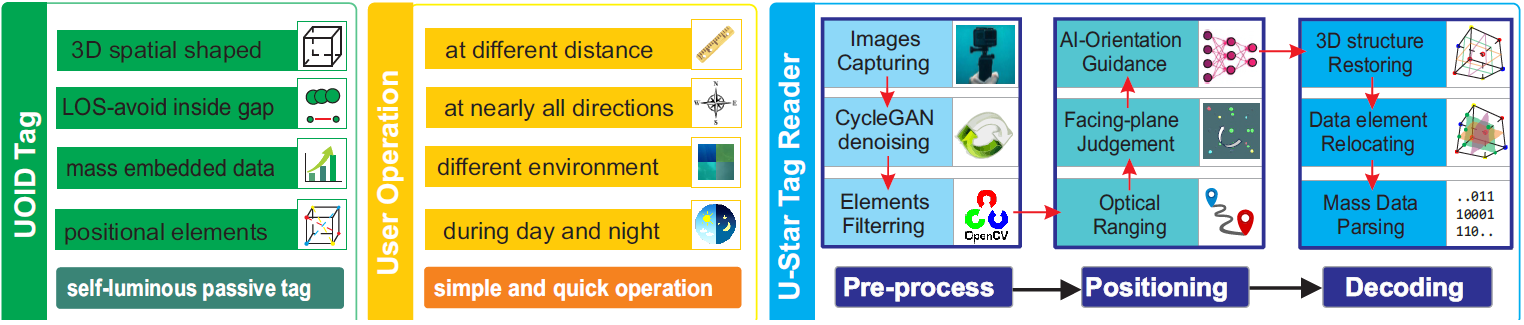 UOID Tag
3D spatial shaped
LOS-avoid inside gap
mass embedded data
positional elements
self-luminous passive tag
User Operation
at different distance
at nearly all directions
N
W
E
S
different environment
during day and night
simple and quick operation
U-Star Tag Reader
Images
Capturing
CycleGAN
denoising
Elements
Filterring
OpenCV
AI-Orientation
Guidance
Facing-plane
Judgement
Optical
Ranging
3D structure
Restoring
Data element
Relocating
Mass Data
Parsing
..011
10001
110..
Pre-process
Positioning
Decoding